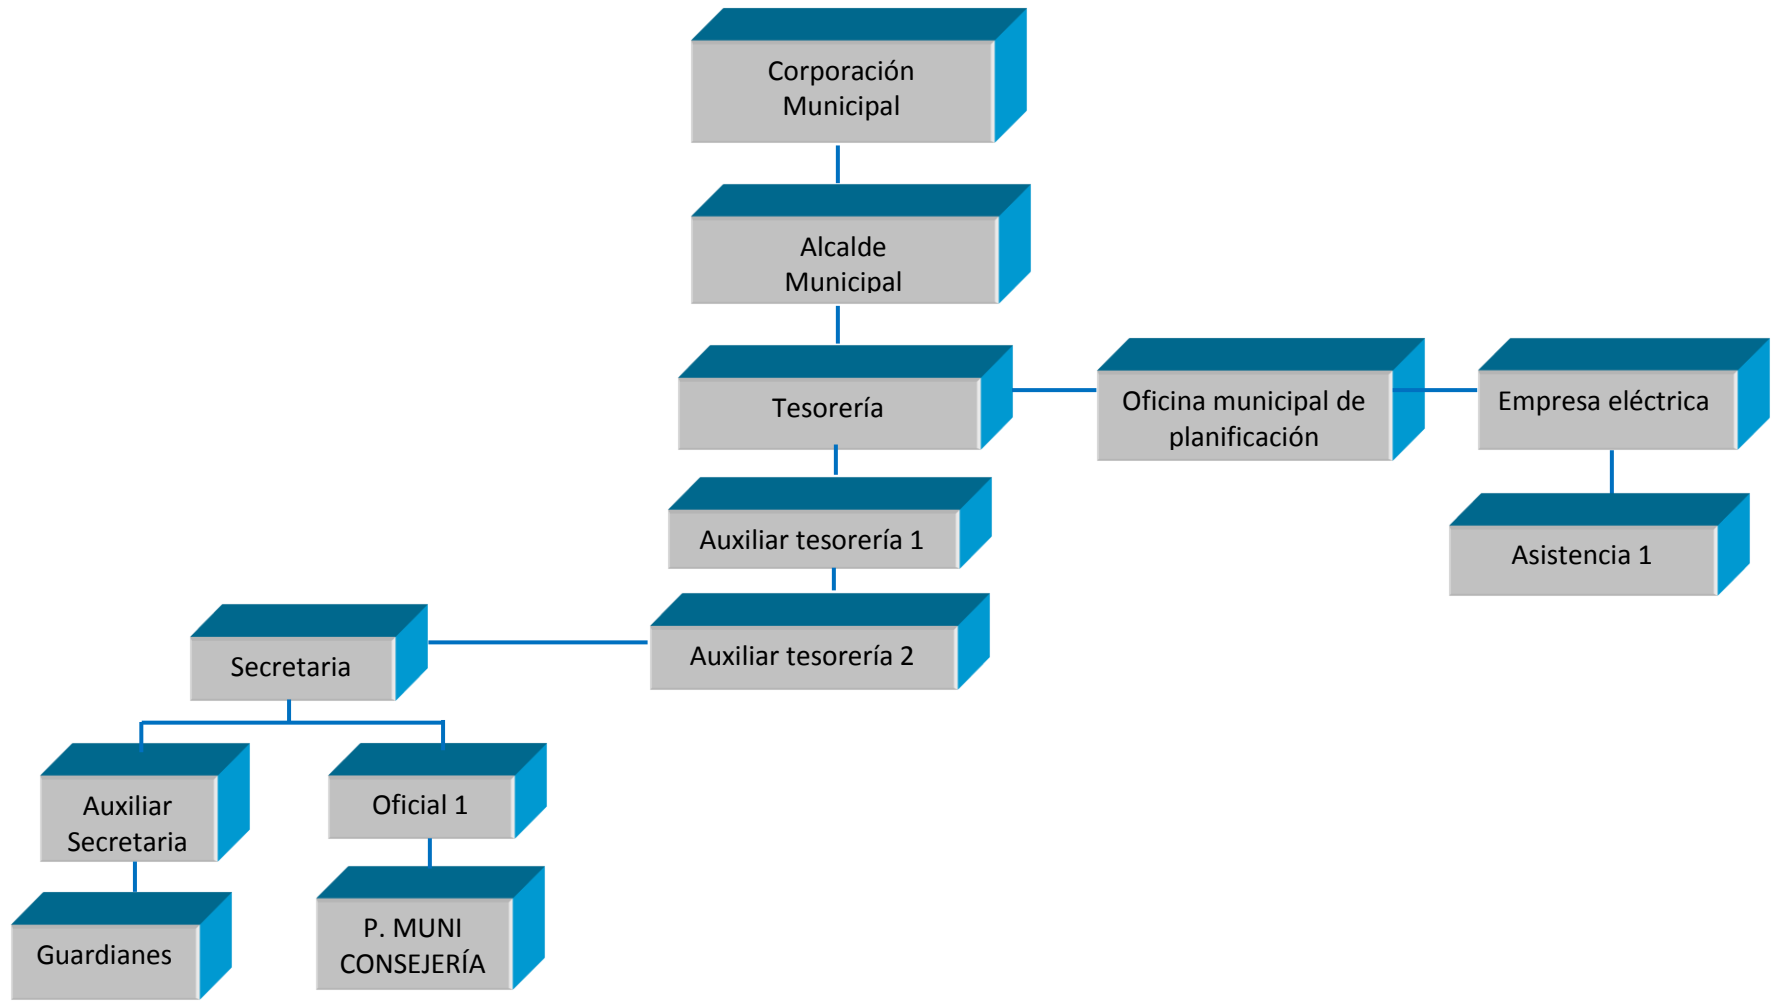 Corporación
Municipal
Alcalde
Municipal
Tesorería
Oficina municipal de
planificación
Empresa eléctrica
Auxiliar tesorería 1
Asistencia 1
Auxiliar tesorería 2
Secretaria
Auxiliar
Secretaria
Oficial 1
Guardianes
P. MUNI
CONSEJERÍA